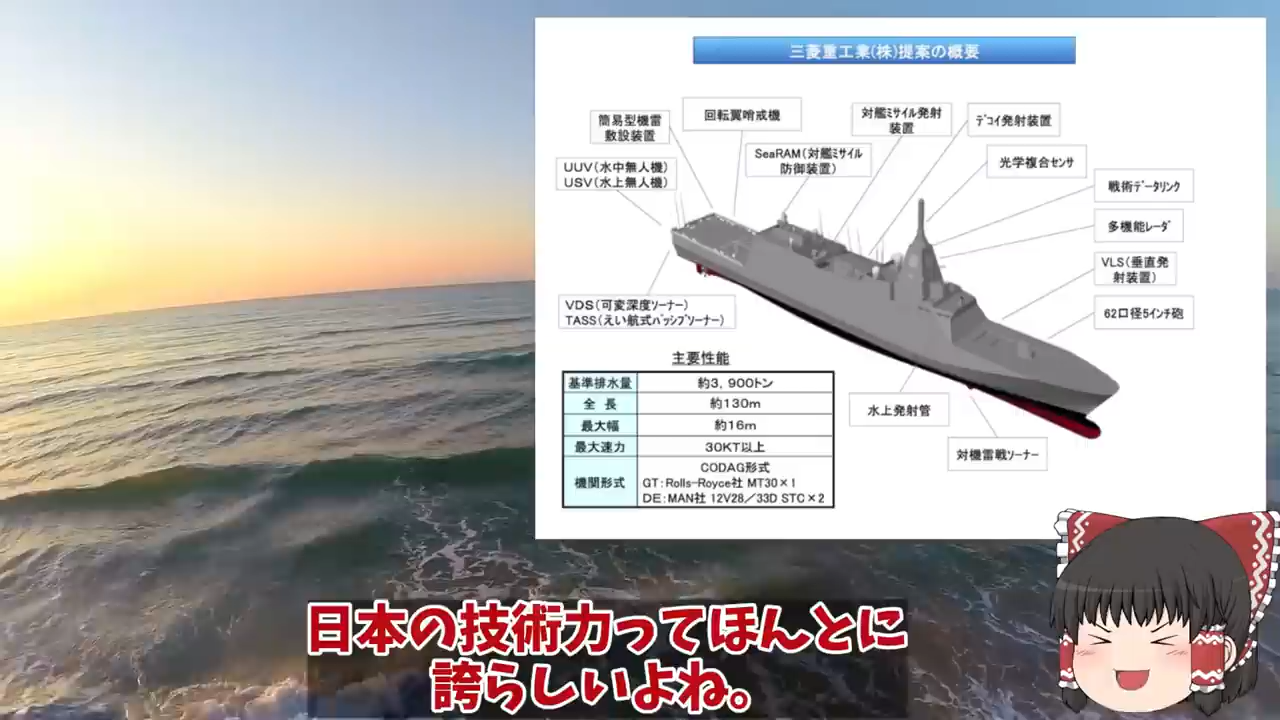 三菱重工業(株)提案の概要
簡易型機雷
敷設装置
回転翼哨戒機
対艦ﾐｻｲﾙ発射
装置
ﾃﾞｺｲ発射装置
UUV(水中無人機)
USV(水上無人機)
SeaRAM(対艦ﾐｻｲﾙ
防御装置)
光学複合ｾﾝｻ
戦術ﾃﾞｰﾀﾘﾝｸ
多機能ﾚｰﾀﾞ
VLS(垂直発
射装置)
62口径5ｲﾝﾁ砲
VDS(可変深度ｿｰﾅｰ)
TASS(えい航式ﾊﾟｯｼﾌﾞｿｰﾅｰ)
水上発射管
対機雷戦ｿｰﾅｰ
主要性能
基準排水量 約3，900ﾄﾝ
全 長 約130m
最大幅 約16m
最大速力 30KT以上
機関形式 CODAG形式
GT：Rolls-Royce社 MT30×1
DE：MAN社 12V28／33D STC×2
日本の技術力ってほんとに
誇らしいよね。